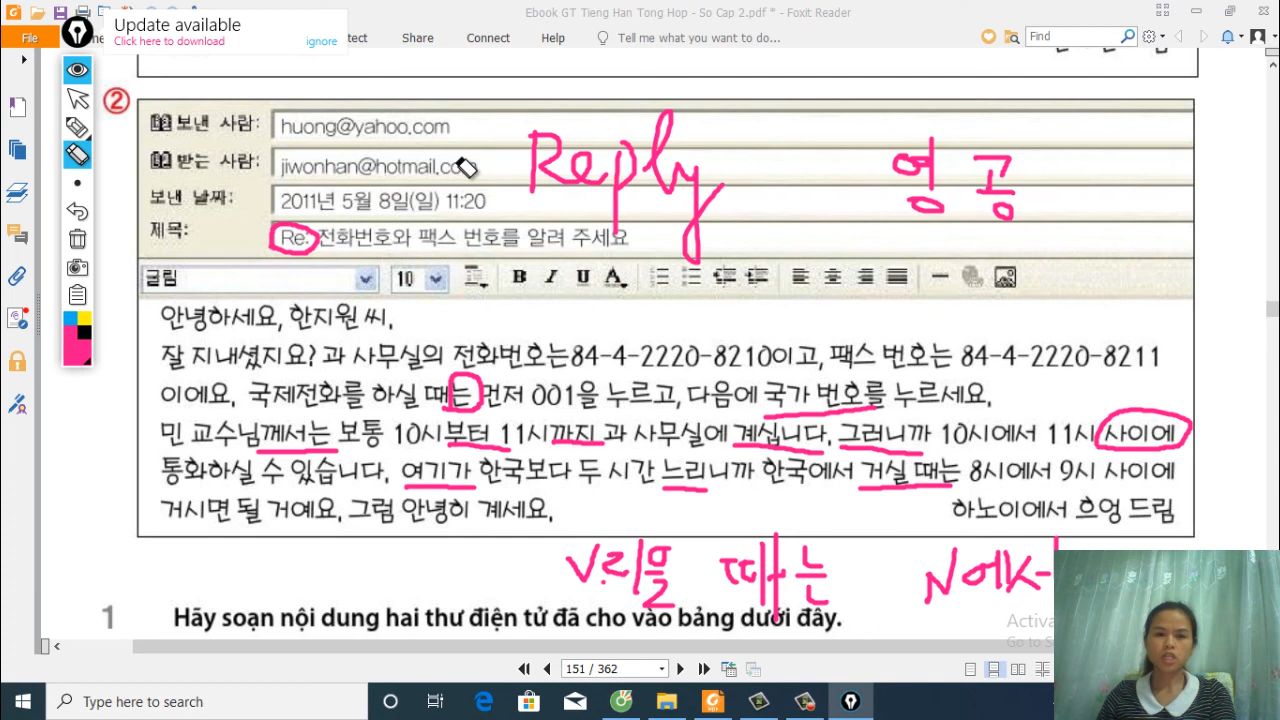 Ebook GT Tieng Han Tong Hop - So Cap 2.pdf * - Foxit Reader
Update available
Click here to download ignore
File Share Connect Help Tell me what you want to do... Find
②
보낸 사람: huong@yahoo.com
받는 사람: jiwonhan@hotmail.co
보낸 날짜: 2011년 5월 8일(일) 11:20
제목: Re: 전화번호와 팩스 번호를 알려 주세요
Reply 영 공
굴림 10 B I U A
안녕하세요, 한지원 씨.
잘 지내셨지요? 과 사무실의 전화번호는84-4-2220-8210이고, 팩스 번호는 84-4-2220-8211
이에요. 국제전화를 하실 때는 먼저 001을 누르고, 다음에 국가 번호를 누르세요.
민 교수님께서는 보통 10시부터 11시까지 과 사무실에 계십니다. 그러니까 10시에서 11시 사이에
통화하실 수 있습니다. 여기가 한국보다 두 시간 느리니까 한국에서 거실 때는 8시에서 9시 사이에
거시면 될 거예요. 그럼 안녕히 계세요.
하노이에서 흐엉 드림
때는 N에서
1 Hãy soạn nội dung hai thư điện tử đã cho vào bảng dưới đây.
151 / 362
Type here to search